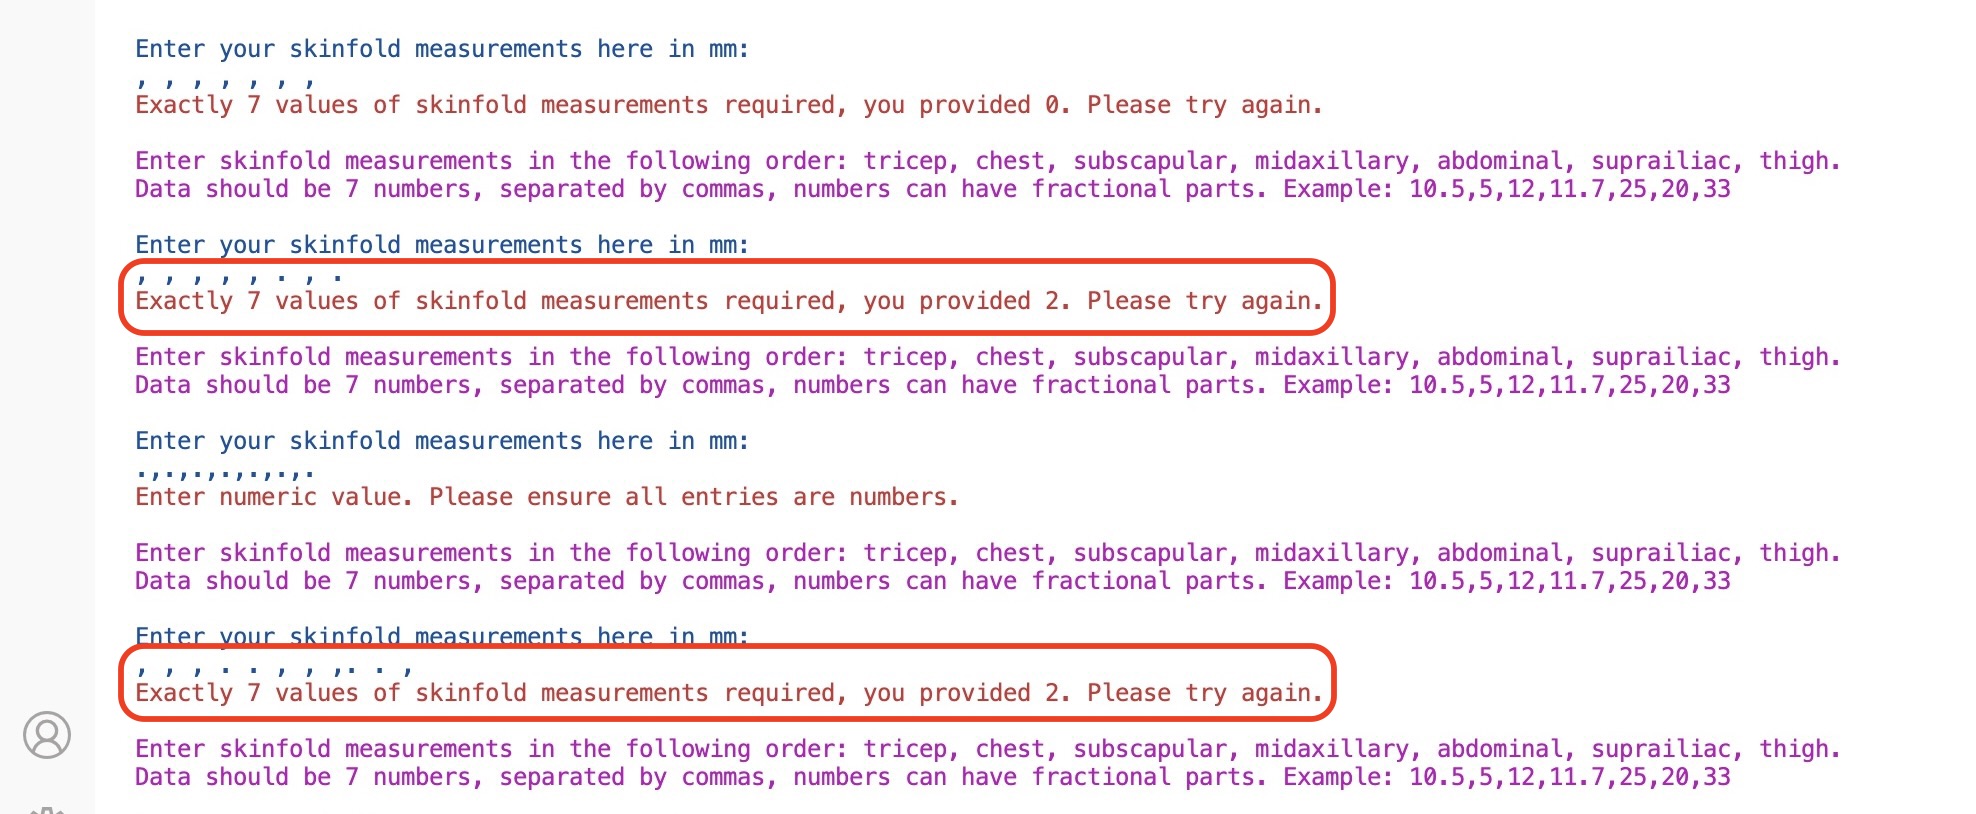 Enter your skinfold measurements here in mm:
, , , , , , ,
Exactly 7 values of skinfold measurements required, you provided 0. Please try again.
Enter skinfold measurements in the following order: tricep, chest, subscapular, midaxillary, abdominal, suprailiac, thigh.
Data should be 7 numbers, separated by commas, numbers can have fractional parts. Example: 10.5,5,12,11.7,25,20,33
Enter your skinfold measurements here in mm:
, , , , , . , .
Exactly 7 values of skinfold measurements required, you provided 2. Please try again.
Enter skinfold measurements in the following order: tricep, chest, subscapular, midaxillary, abdominal, suprailiac, thigh.
Data should be 7 numbers, separated by commas, numbers can have fractional parts. Example: 10.5,5,12,11.7,25,20,33
Enter your skinfold measurements here in mm:
.,.,.,.,.,.,.
Enter numeric value. Please ensure all entries are numbers.
Enter skinfold measurements in the following order: tricep, chest, subscapular, midaxillary, abdominal, suprailiac, thigh.
Data should be 7 numbers, separated by commas, numbers can have fractional parts. Example: 10.5,5,12,11.7,25,20,33
Enter your skinfold measurements here in mm:
, , , . . , , ,. . ,
Exactly 7 values of skinfold measurements required, you provided 2. Please try again.
Enter skinfold measurements in the following order: tricep, chest, subscapular, midaxillary, abdominal, suprailiac, thigh.
Data should be 7 numbers, separated by commas, numbers can have fractional parts. Example: 10.5,5,12,11.7,25,20,33